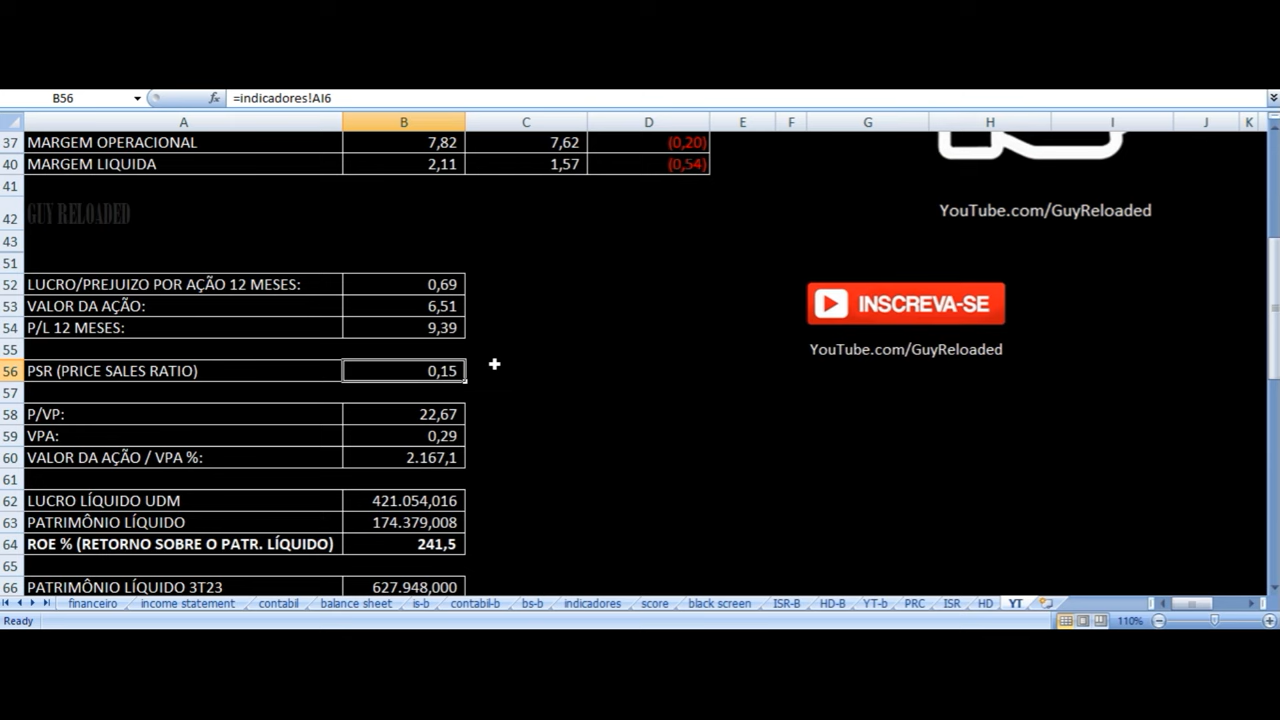 B56 fx =indicadores!AI6
A B C D E F G H I J K
37 MARGEM OPERACIONAL 7,82 7,62 (0,20)
40 MARGEM LIQUIDA 2,11 1,57 (0,54)
41
42 GUY RELOADED
YouTube.com/GuyReloaded
43
51
52 LUCRO/PREJUIZO POR AÇÃO 12 MESES: 0,69
53 VALOR DA AÇÃO: 6,51
INSCREVA-SE
54 P/L 12 MESES: 9,39
55
YouTube.com/GuyReloaded
56 PSR (PRICE SALES RATIO) 0,15
57
58 P/VP: 22,67
59 VPA: 0,29
60 VALOR DA AÇÃO / VPA %: 2.167,1
61
62 LUCRO LÍQUIDO UDM 421.054,016
63 PATRIMÔNIO LÍQUIDO 174.379,008
64 ROE % (RETORNO SOBRE O PATR. LÍQUIDO) 241,5
65
66 PATRIMÔNIO LÍQUIDO 3T23 627.948,000
financeiro income statement contabil balance sheet is-b contabil-b bs-b indicadores score black screen ISR-B HD-B YT-b PRC ISR HD YT
Ready 110%